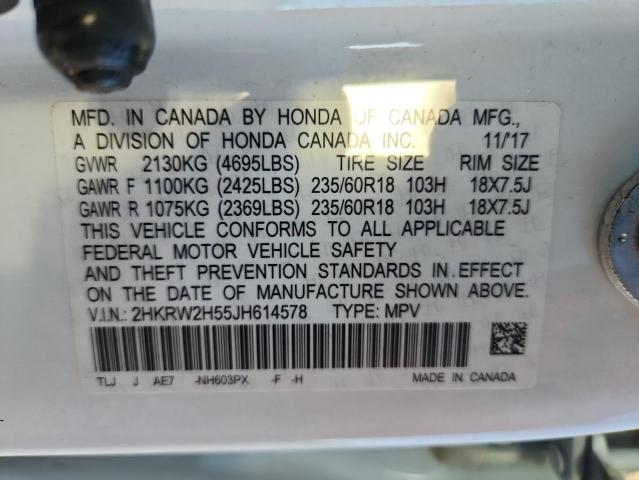 MFD. IN CANADA BY HONDA OF CANADA MFG.,
A DIVISION OF HONDA CANADA INC. 11/'17
GVWR 2130KG (4695LBS) TIRE SIZE RIM SIZE
GAWR F 1100KG (2425LBS) 235/60R18 103H 18X7.5J
GAWR R 1075KG (2369LBS) 235/60R18 103H 18X7.5J
THIS VEHICLE CONFORMS TO ALL APPLICABLE
FEDERAL MOTOR VEHICLE SAFETY
AND THEFT PREVENTION STANDARDS IN EFFECT
ON THE DATE OF MANUFACTURE SHOWN ABOVE.
V.I.N.: 2HKRW2H55JH614578 TYPE: MPV
TLJ J AE7 -NH603PX -F -H MADE IN CANADA